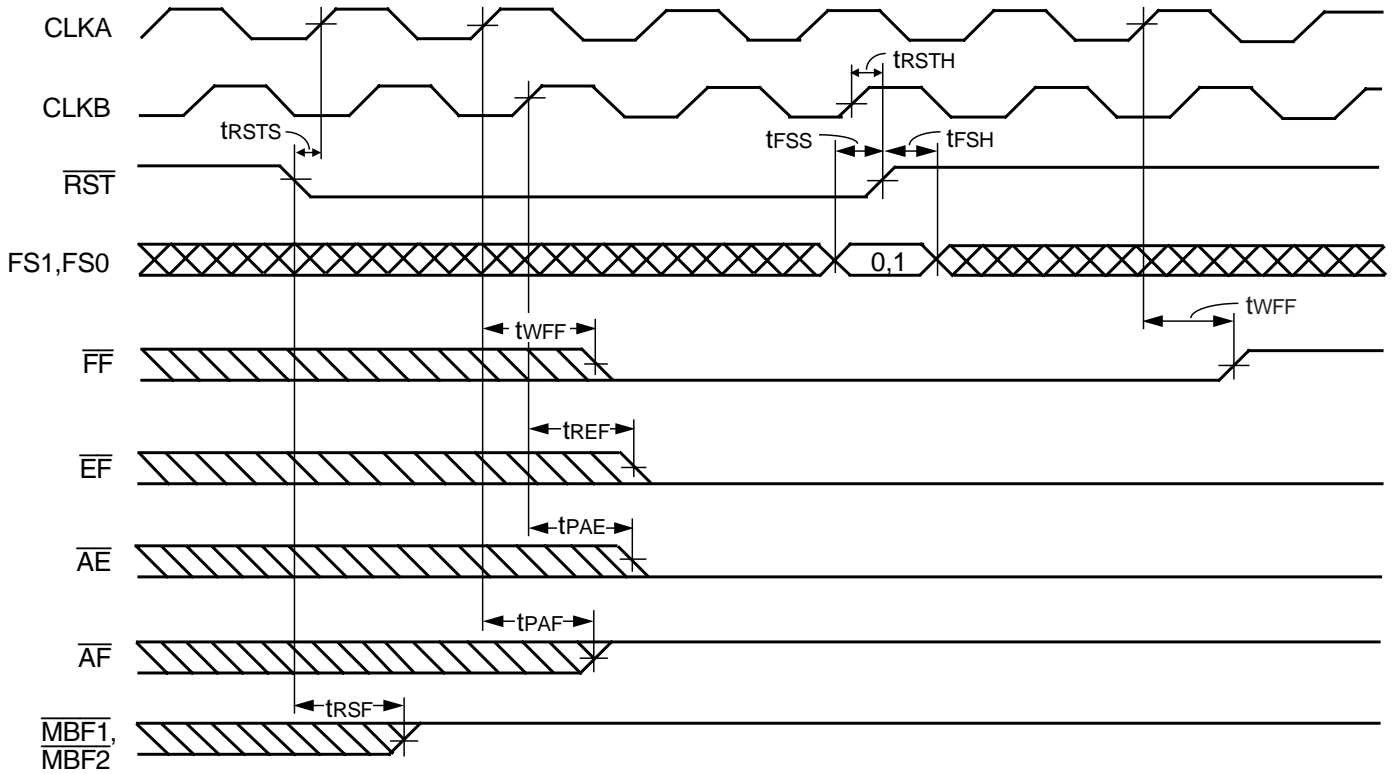 CLKA
tRSTH
CLKB
tRSTS
tFSS
tFSH
RST
FS1,FS0
0,1
tWFF
tWFF
FF
tREF
EF
tPAE
AE
tPAF
AF
tRSF
MBF1,
MBF2